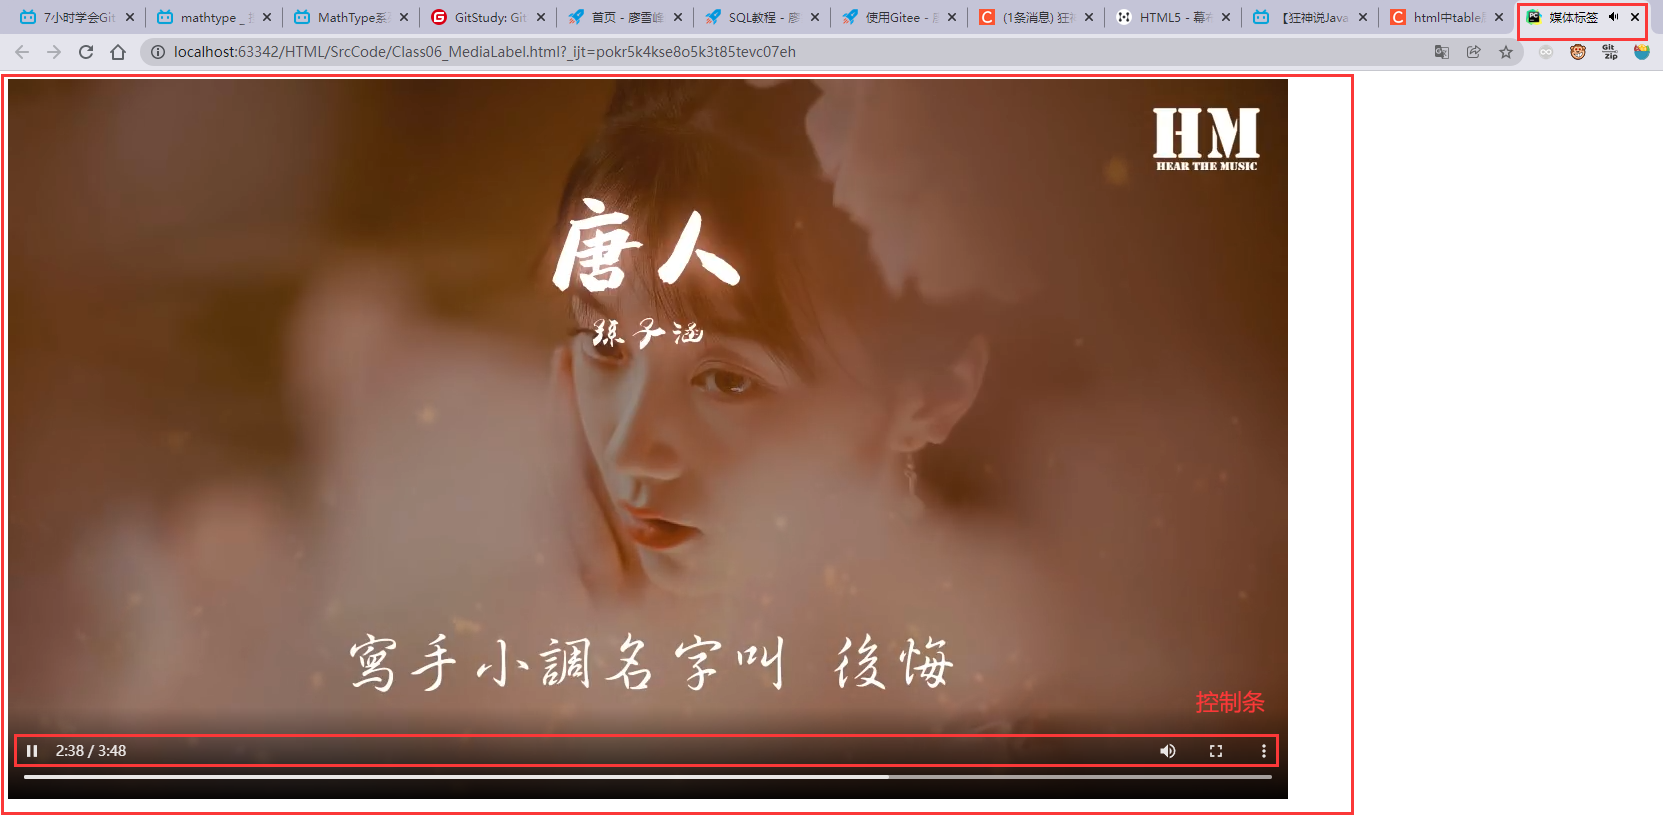 7小时学会Git
mathtype _
MathType系
GitStudy: Git
首页 - 廖雪峰
SQL教程 - 廖
使用Gitee -
(1条消息) 狂
HTML5 - 幕布
【狂神说Java
html中table
媒体标签
localhost:63342/HTML/SrcCode/Class06_MediaLabel.html?_ijt=pokr5k4kse8o5k3t85tevc07eh
Git
Zip
HM
HEAR THE MUSIC
唐人
孫子涵
寫手小調名字叫 後悔
控制条
2:38 / 3:48